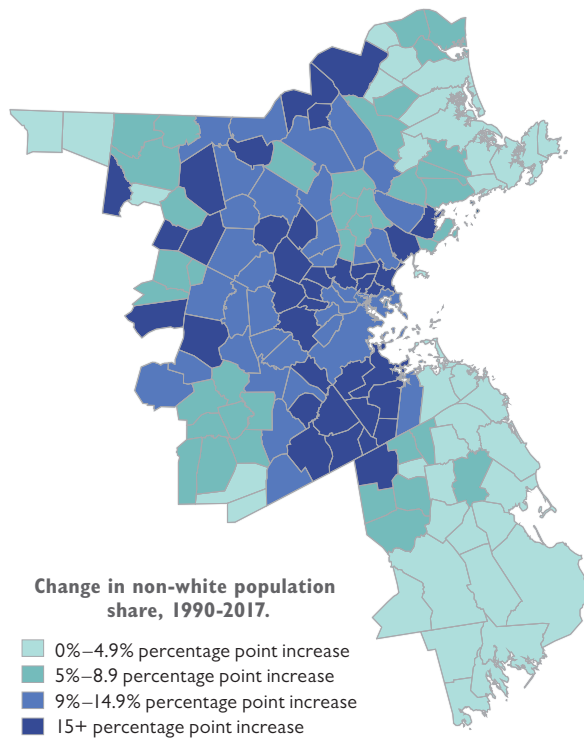 Change in non-white population
share, 1990-2017.
0%–4.9% percentage point increase
5%–8.9 percentage point increase
9%–14.9% percentage point increase
15+ percentage point increase